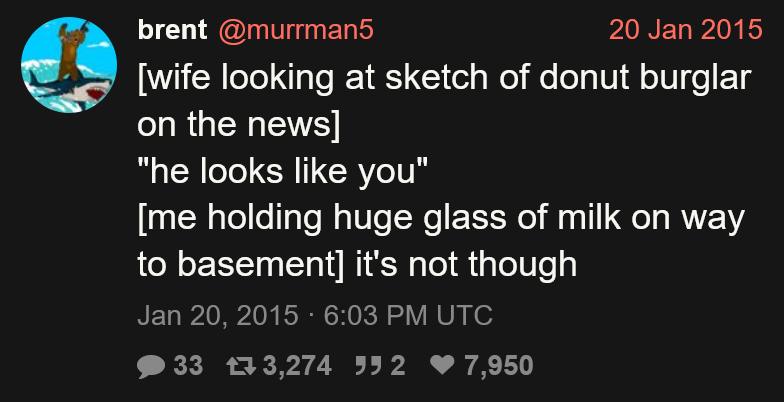 brent @murrman5 20 Jan 2015
[wife looking at sketch of donut burglar
on the news]
"he looks like you"
[me holding huge glass of milk on way
to basement] it's not though
Jan 20, 2015 · 6:03 PM UTC
33 3,274 2 7,950